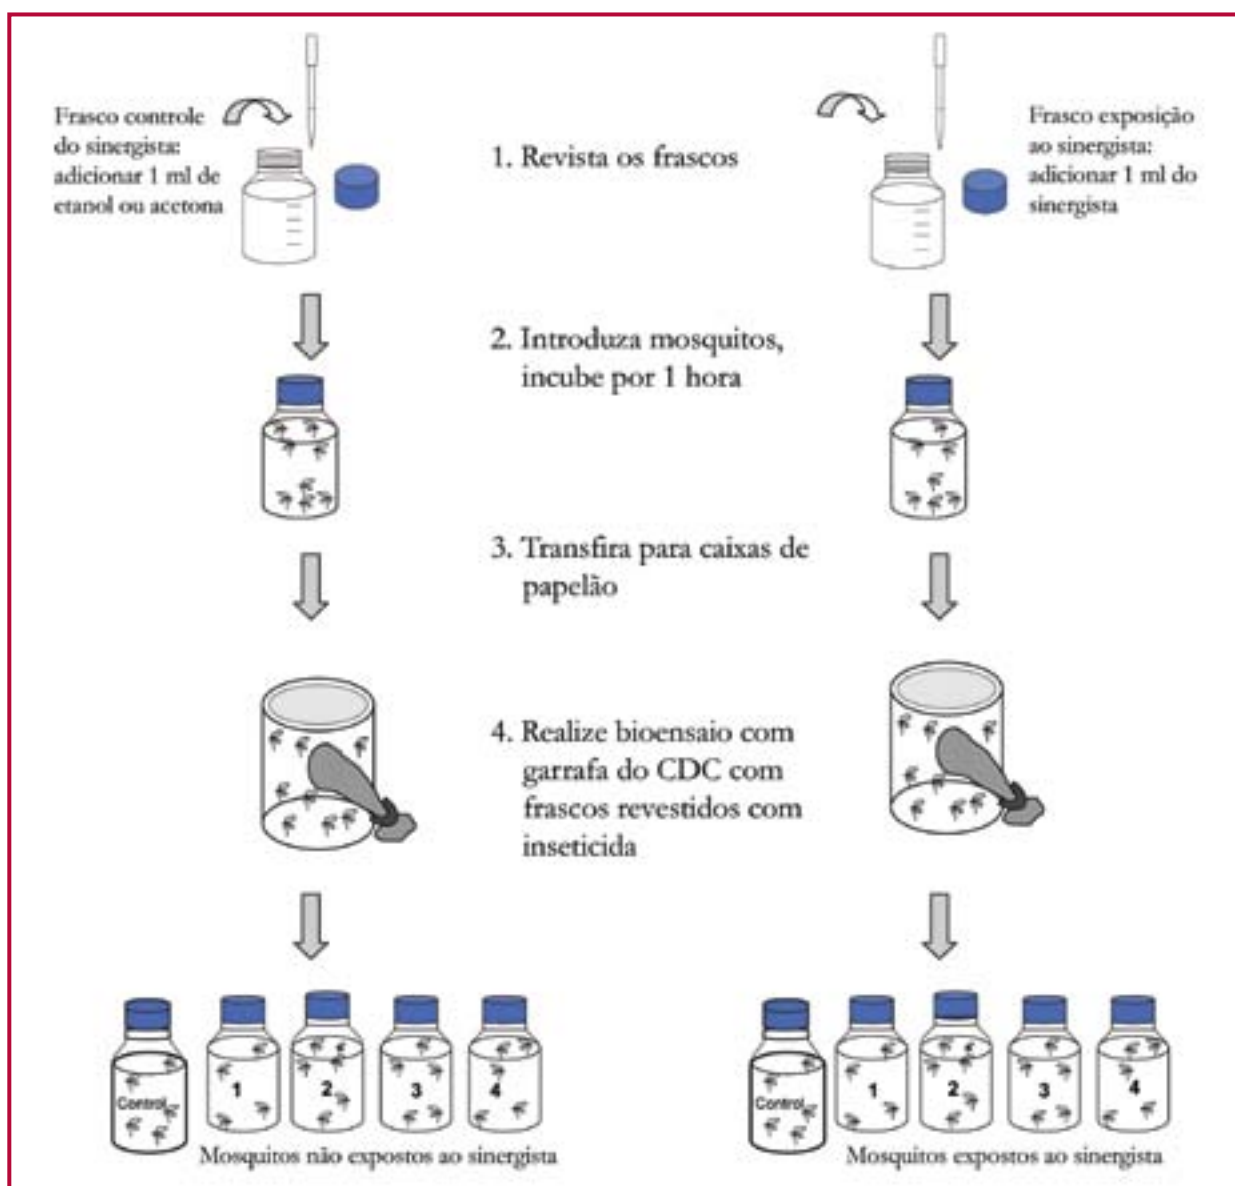 Frasco controle
do sinergista:
adicionar 1 ml de
etanol ou acetona
1. Revista os frascos
Frasco exposição
ao sinergista:
adicionar 1 ml do
sinergista
2. Introduza mosquitos,
incube por 1 hora
3. Transfira para caixas de
papelão
4. Realize bioensaio com
garrafa do CDC com
frascos revestidos com
inseticida
Control
1
2
3
4
Mosquitos não expostos ao sinergista
Control
1
2
3
4
Mosquitos expostos ao sinergista